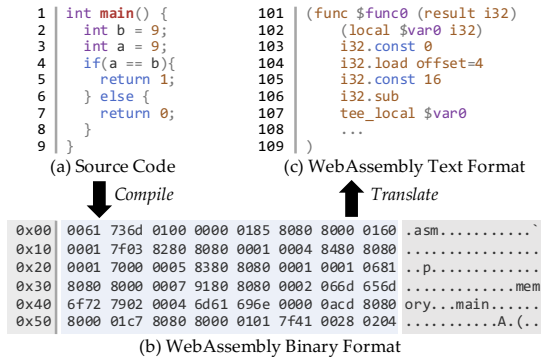 1 int main() {
2 int b = 9;
3 int a = 9;
4 if(a == b){
5 return 1;
6 } else {
7 return 0;
8 }
9 }
(a) Source Code
101 (func $func0 (result i32)
102 (local $var0 i32)
103 i32.const 0
104 i32.load offset=4
105 i32.const 16
106 i32.sub
107 tee_local $var0
108 ...
109 )
(c) WebAssembly Text Format
Compile
Translate
0x00 0061 736d 0100 0000 0185 8080 8000 0160 .asm...........`
0x10 0001 7f03 8280 8080 0001 0004 8480 8080 ................
0x20 0001 7000 0005 8380 8080 0001 0001 0681 ..p.............
0x30 8080 8000 0007 9180 8080 0002 066d 656d .............mem
0x40 6f72 7902 0004 6d61 696e 0000 0acd 8080 ory...main......
0x50 8000 01c7 8080 8000 0101 7f41 0028 0204 ...........A.(..
(b) WebAssembly Binary Format